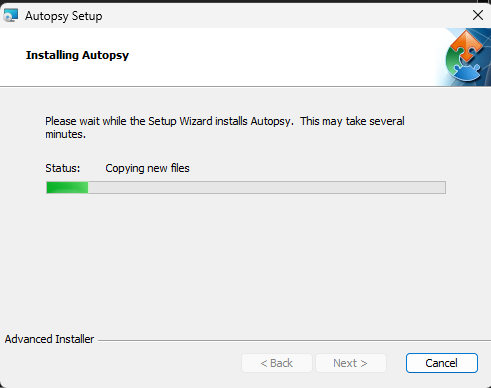 Autopsy Setup
Installing Autopsy
Please wait while the Setup Wizard installs Autopsy. This may take several
minutes.
Status: Copying new files
Advanced Installer
< Back Next > Cancel